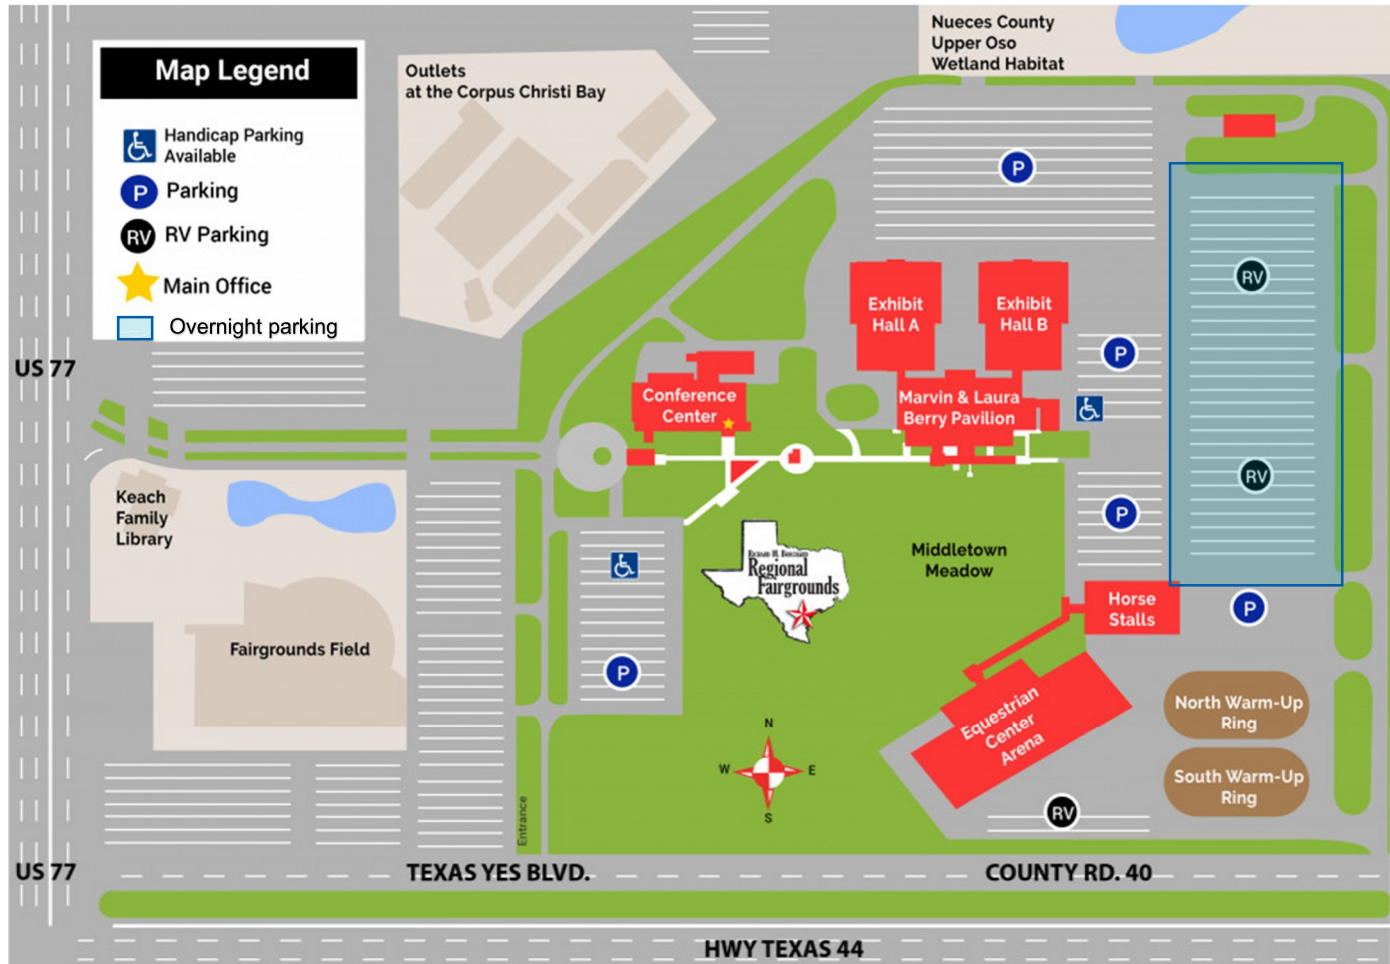 Map Legend
Handicap Parking
Available
P
Parking
RV
RV Parking
Main Office
Overnight parking
Outlets
at the Corpus Christi Bay
Nueces County
Upper Oso
Wetland Habitat
P
RV
Exhibit
Hall A
Exhibit
Hall B
P
US 77
Conference
Center
Marvin & Laura
Berry Pavilion
RV
Keach
Family
Library
P
Middletown
Meadow
Richard M. Borchard
Regional
Fairgrounds
Horse
Stalls
P
Fairgrounds Field
P
North Warm-Up
Ring
Equestrian
Center
Arena
N
W
E
S
South Warm-Up
Ring
RV
Entrance
US 77
TEXAS YES BLVD.
COUNTY RD. 40
HWY TEXAS 44